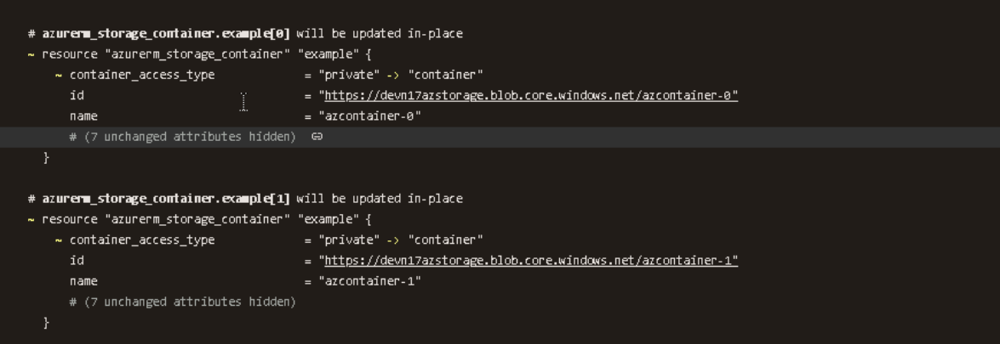 # azurerm_storage_container.example[0] will be updated in-place
~ resource "azurerm_storage_container" "example" {
~ container_access_type = "private" -> "container"
id = "https://devn17azstorage.blob.core.windows.net/azcontainer-0"
name = "azcontainer-0"
# (7 unchanged attributes hidden)
}
# azurerm_storage_container.example[1] will be updated in-place
~ resource "azurerm_storage_container" "example" {
~ container_access_type = "private" -> "container"
id = "https://devn17azstorage.blob.core.windows.net/azcontainer-1"
name = "azcontainer-1"
# (7 unchanged attributes hidden)
}